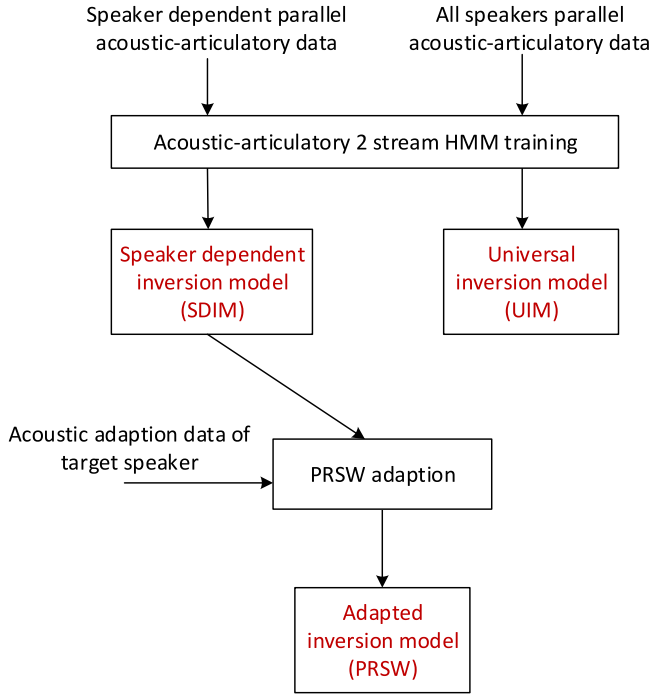 Speaker dependent parallel
acoustic-articulatory data
All speakers parallel
acoustic-articulatory data
Acoustic-articulatory 2 stream HMM training
Speaker dependent
inversion model
(SDIM)
Universal
inversion model
(UIM)
Acoustic adaption data of
target speaker
PRSW adaption
Adapted
inversion model
(PRSW)